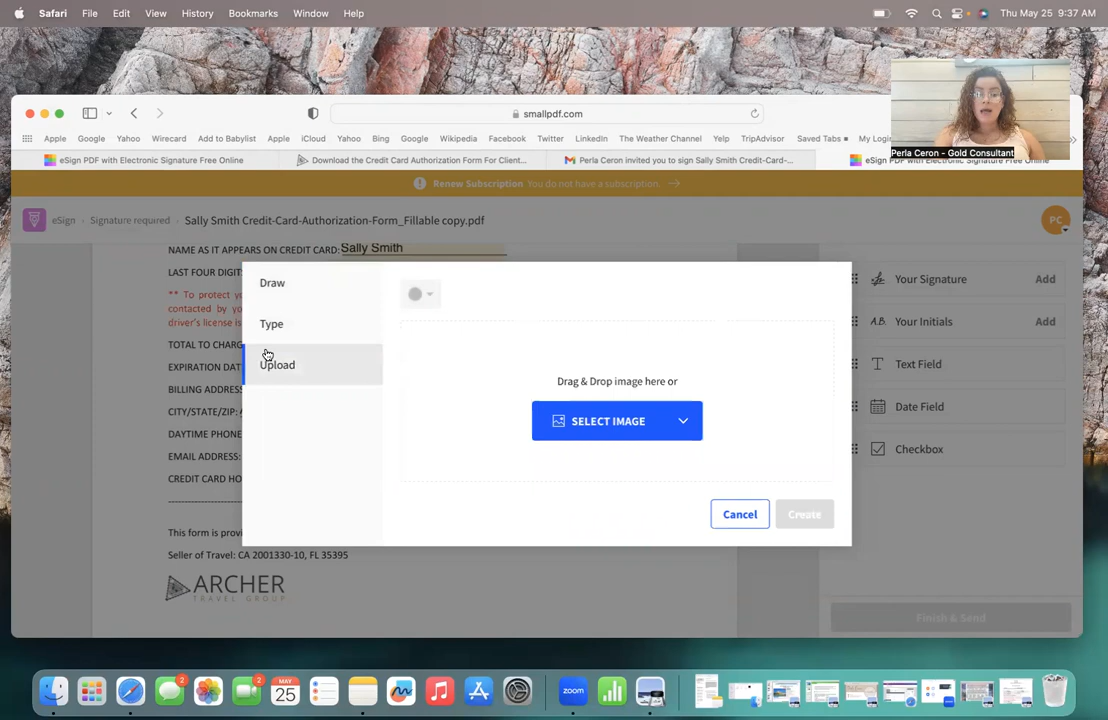 Safari File Edit View History Bookmarks Window Help Thu May 25 9:37 AM
smallpdf.com
Apple Google Yahoo Wirecard Add to Babylist Apple iCloud Yahoo Bing Google Wikipedia Facebook Twitter LinkedIn The Weather Channel Yelp TripAdvisor Saved Tabs My
Perla Ceron - Gold Consultant
eSign PDF with Electronic Signature Free Online
Download the Credit Card Authorization Form For Client...
Perla Ceron invited you to sign Sally Smith Credit-Card-...
eSign PDF with Electronic Signature Free Online
Renew Subscription You do not have a subscription.
eSign Signature required Sally Smith Credit-Card-Authorization-Form_Fillable copy.pdf
PC
NAME AS IT APPEARS ON CREDIT CARD: Sally Smith
LAST FOUR DIGIT
** To protect
contacted by
driver's license is
TOTAL TO CHARG
EXPIRATION DAT
BILLING ADDRESS
CITY/STATE/ZIP:
DAYTIME PHONE
EMAIL ADDRESS:
CREDIT CARD HO
This form is provi
Seller of Travel: CA 2001330-10, FL 35395
ARCHER
TRAVEL GROUP
Draw
Type
Upload
Drag & Drop image here or
SELECT IMAGE
Cancel
Create
Your Signature Add
AB. Your Initials Add
Text Field
Date Field
Checkbox
Finish & Send
2
2
MAY
25
zoom